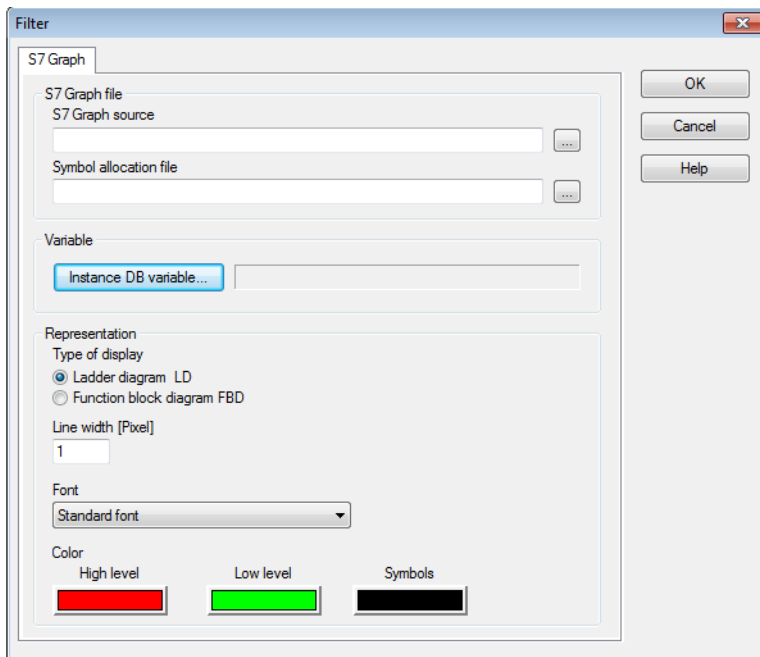 Filter
S7 Graph
S7 Graph file
S7 Graph source
...
Symbol allocation file
...
Variable
Instance DB variable...
Representation
Type of display
Ladder diagram LD
Function block diagram FBD
Line width [Pixel]
1
Font
Standard font
Color
High level Low level Symbols
OK
Cancel
Help